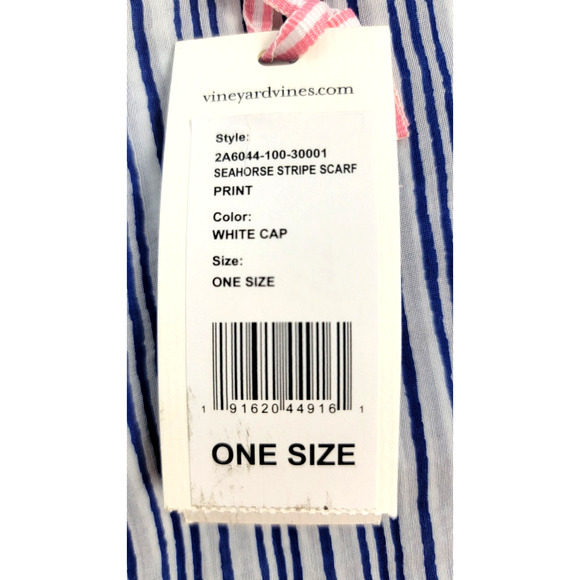 vineyardvines.com
Style:
2A6044-100-30001
SEAHORSE STRIPE SCARF
PRINT
Color:
WHITE CAP
Size:
ONE SIZE
1 91620 44916 1
ONE SIZE